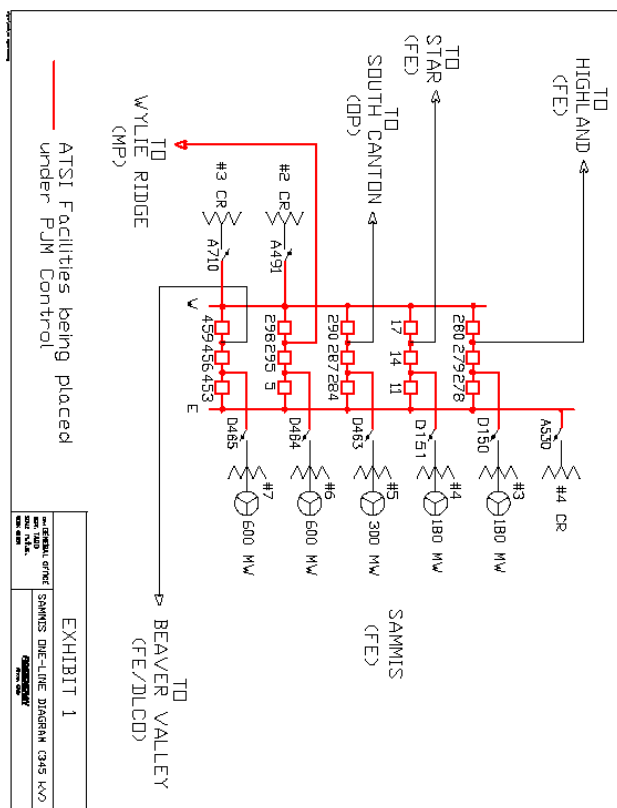 TO
HIGHLAND
(FE)
TO
STAR
(FE)
TO
SOUTH CANTON
(OP)
TO
WYLIE RIDGE
(MP)
#3 CR
#2 CR
A710
A491
W
459
456
453
298
295
5
290
287
284
17
14
11
280
279
278
E
D465
D464
D463
D151
D150
A530
#7
#6
#5
#4
#3
#4 CR
600 MW
600 MW
300 MW
180 MW
180 MW
SAMMIS
(FE)
TO
BEAVER VALLEY
(FE/DLCO)
ATSI Facilities being placed
under PJM Control
EXHIBIT 1
SAMMIS ONE-LINE DIAGRAM (345 KV)
GENERAL OFFICE